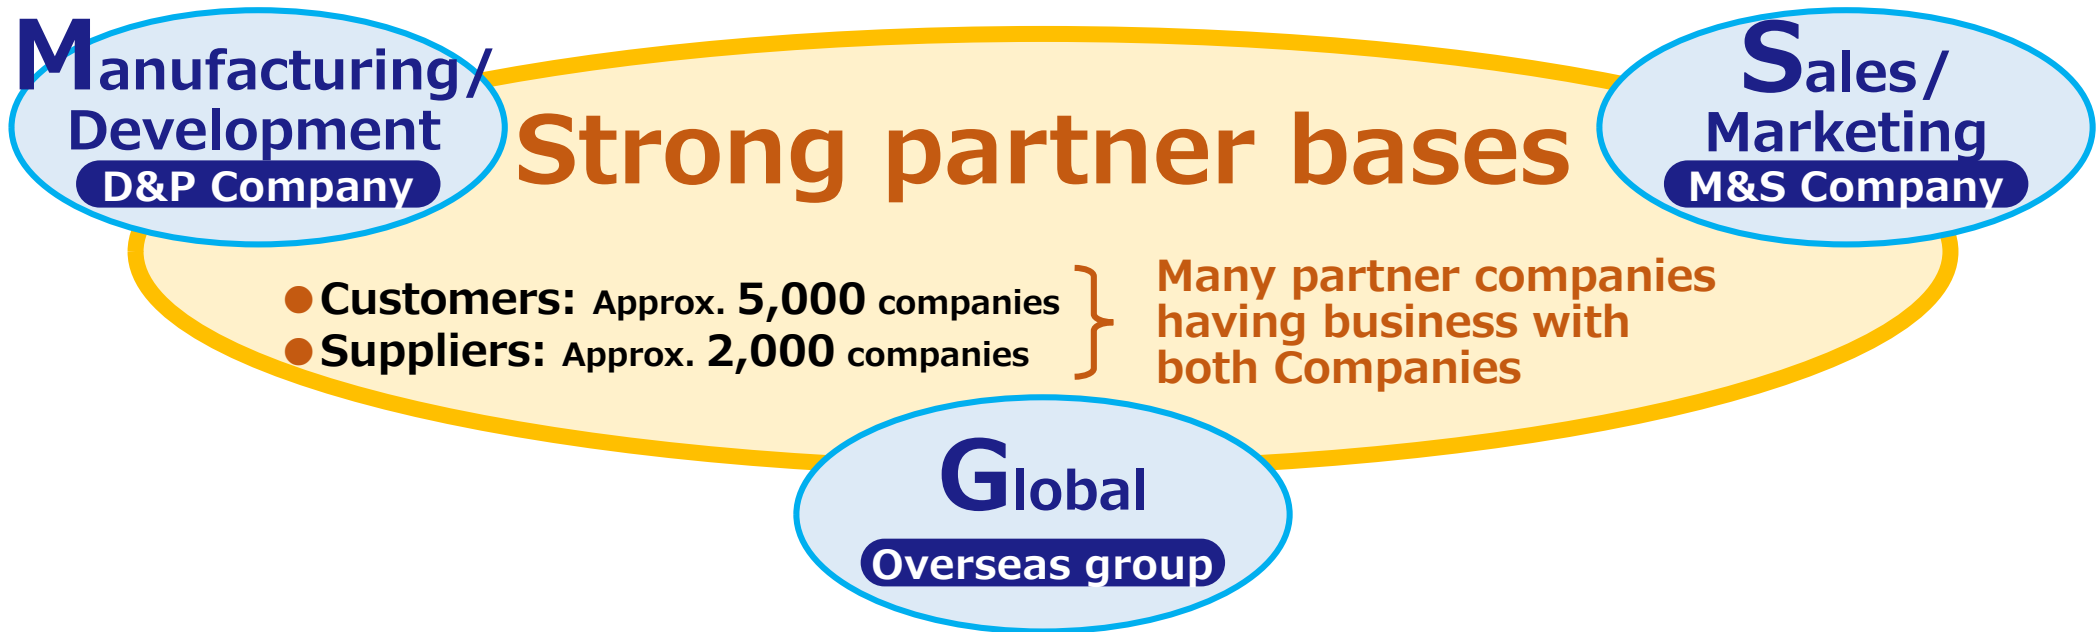 Manufacturing/
Development
D&P Company
Strong partner bases
Sales/
Marketing
M&S Company
●Customers: Approx. 5,000 companies
●Suppliers: Approx. 2,000 companies
Many partner companies
having business with
both Companies
Global
Overseas group